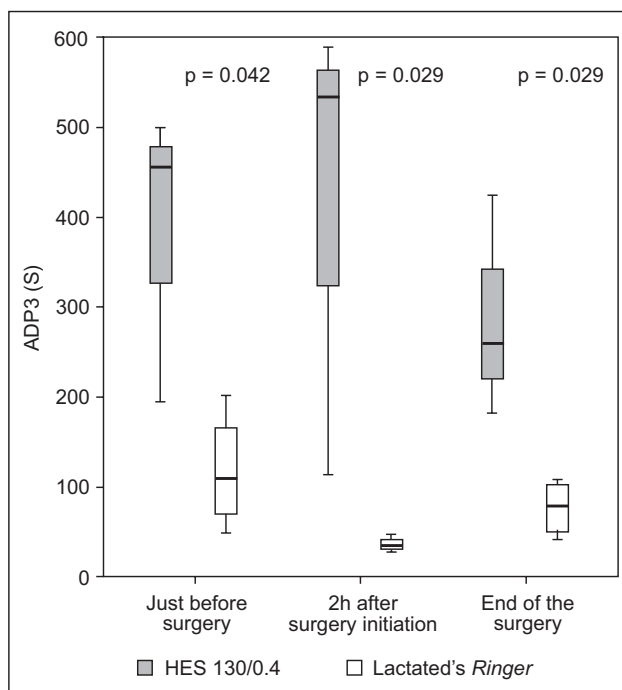 600
p = 0.042 p = 0.029 p = 0.029
500
400
300
200
100
0
ADP3 (S)
Just before
surgery
2h after
surgery initiation
End of the
surgery
HES 130/0.4 Lactated's Ringer